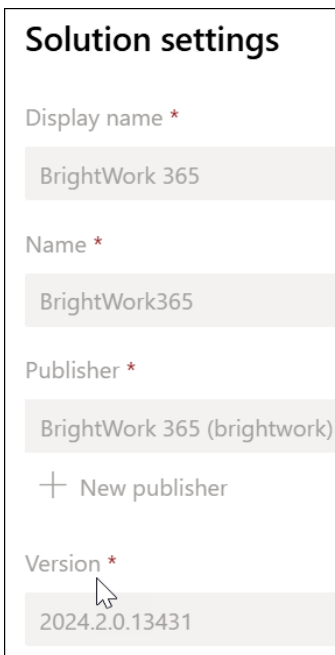 Solution settings
Display name *
BrightWork 365
Name *
BrightWork365
Publisher *
BrightWork 365 (brightwork)
+ New publisher
Version *
2024.2.0.13431